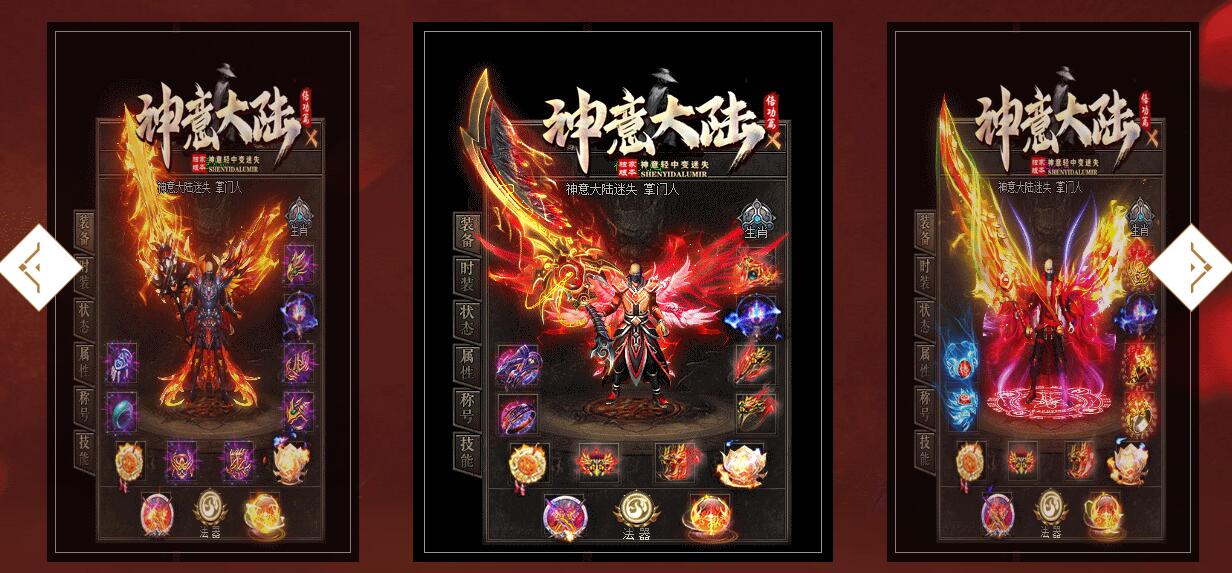 神意大陆
倍功篇
独家版本
神意轻中变迷失
SHENYIDALUMIR
神意大陆迷失 掌门人
生肖
装备
时装
状态
属性
称号
技能
法器
神意大陆
倍功篇
独家版本
神意轻中变迷失
SHENYIDALUMIR
神意大陆迷失 掌门人
生肖
装备
时装
状态
属性
称号
技能
法器
神意大陆
倍功篇
独家版本
神意轻中变迷失
SHENYIDALUMIR
神意大陆迷失 掌门人
生肖
装备
时装
状态
属性
称号
技能
法器